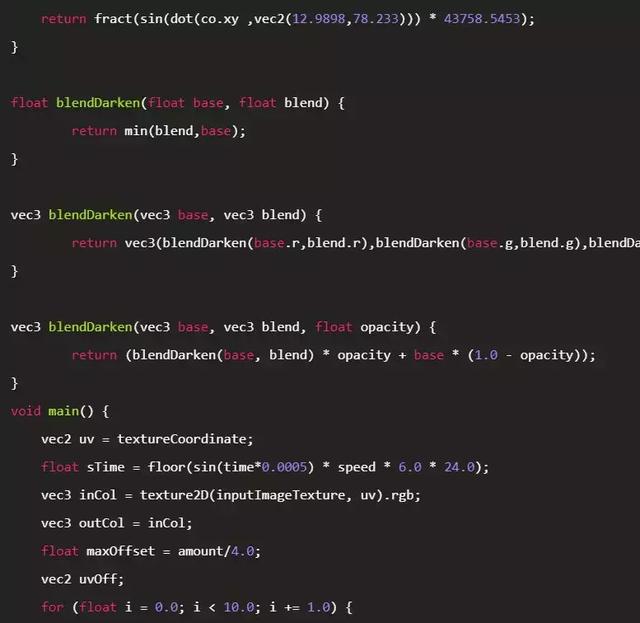 return fract(sin(dot(co.xy ,vec2(12.9898,78.233))) * 43758.5453);
}
float blendDarken(float base, float blend) {
return min(blend,base);
}
vec3 blendDarken(vec3 base, vec3 blend) {
return vec3(blendDarken(base.r,blend.r),blendDarken(base.g,blend.g),blendDa
}
vec3 blendDarken(vec3 base, vec3 blend, float opacity) {
return (blendDarken(base, blend) * opacity + base * (1.0 - opacity));
}
void main() {
vec2 uv = textureCoordinate;
float sTime = floor(sin(time*0.0005) * speed * 6.0 * 24.0);
vec3 inCol = texture2D(inputImageTexture, uv).rgb;
vec3 outCol = inCol;
float maxOffset = amount/4.0;
vec2 uvOff;
for (float i = 0.0; i < 10.0; i += 1.0) {